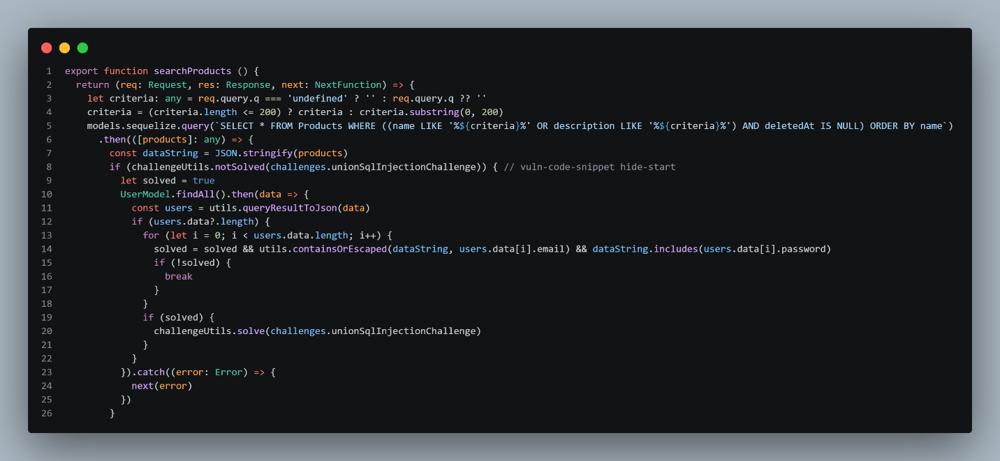 1 export function searchProducts () {
2 return (req: Request, res: Response, next: NextFunction) => {
3 let criteria: any = req.query.q === 'undefined' ? '' : req.query.q ?? ''
4 criteria = (criteria.length <= 200) ? criteria : criteria.substring(0, 200)
5 models.sequelize.query(`SELECT * FROM Products WHERE ((name LIKE '%${criteria}%' OR description LIKE '%${criteria}%') AND deletedAt IS NULL) ORDER BY name`)
6 .then(([products]: any) => {
7 const dataString = JSON.stringify(products)
8 if (challengeUtils.notSolved(challenges.unionSqlInjectionChallenge)) { // vuln-code-snippet hide-start
9 let solved = true
10 UserModel.findAll().then(data => {
11 const users = utils.queryResultToJson(data)
12 if (users.data?.length) {
13 for (let i = 0; i < users.data.length; i++) {
14 solved = solved && utils.containsOrEscaped(dataString, users.data[i].email) && dataString.includes(users.data[i].password)
15 if (!solved) {
16 break
17 }
18 }
19 if (solved) {
20 challengeUtils.solve(challenges.unionSqlInjectionChallenge)
21 }
22 }
23 }).catch((error: Error) => {
24 next(error)
25 })
26 }